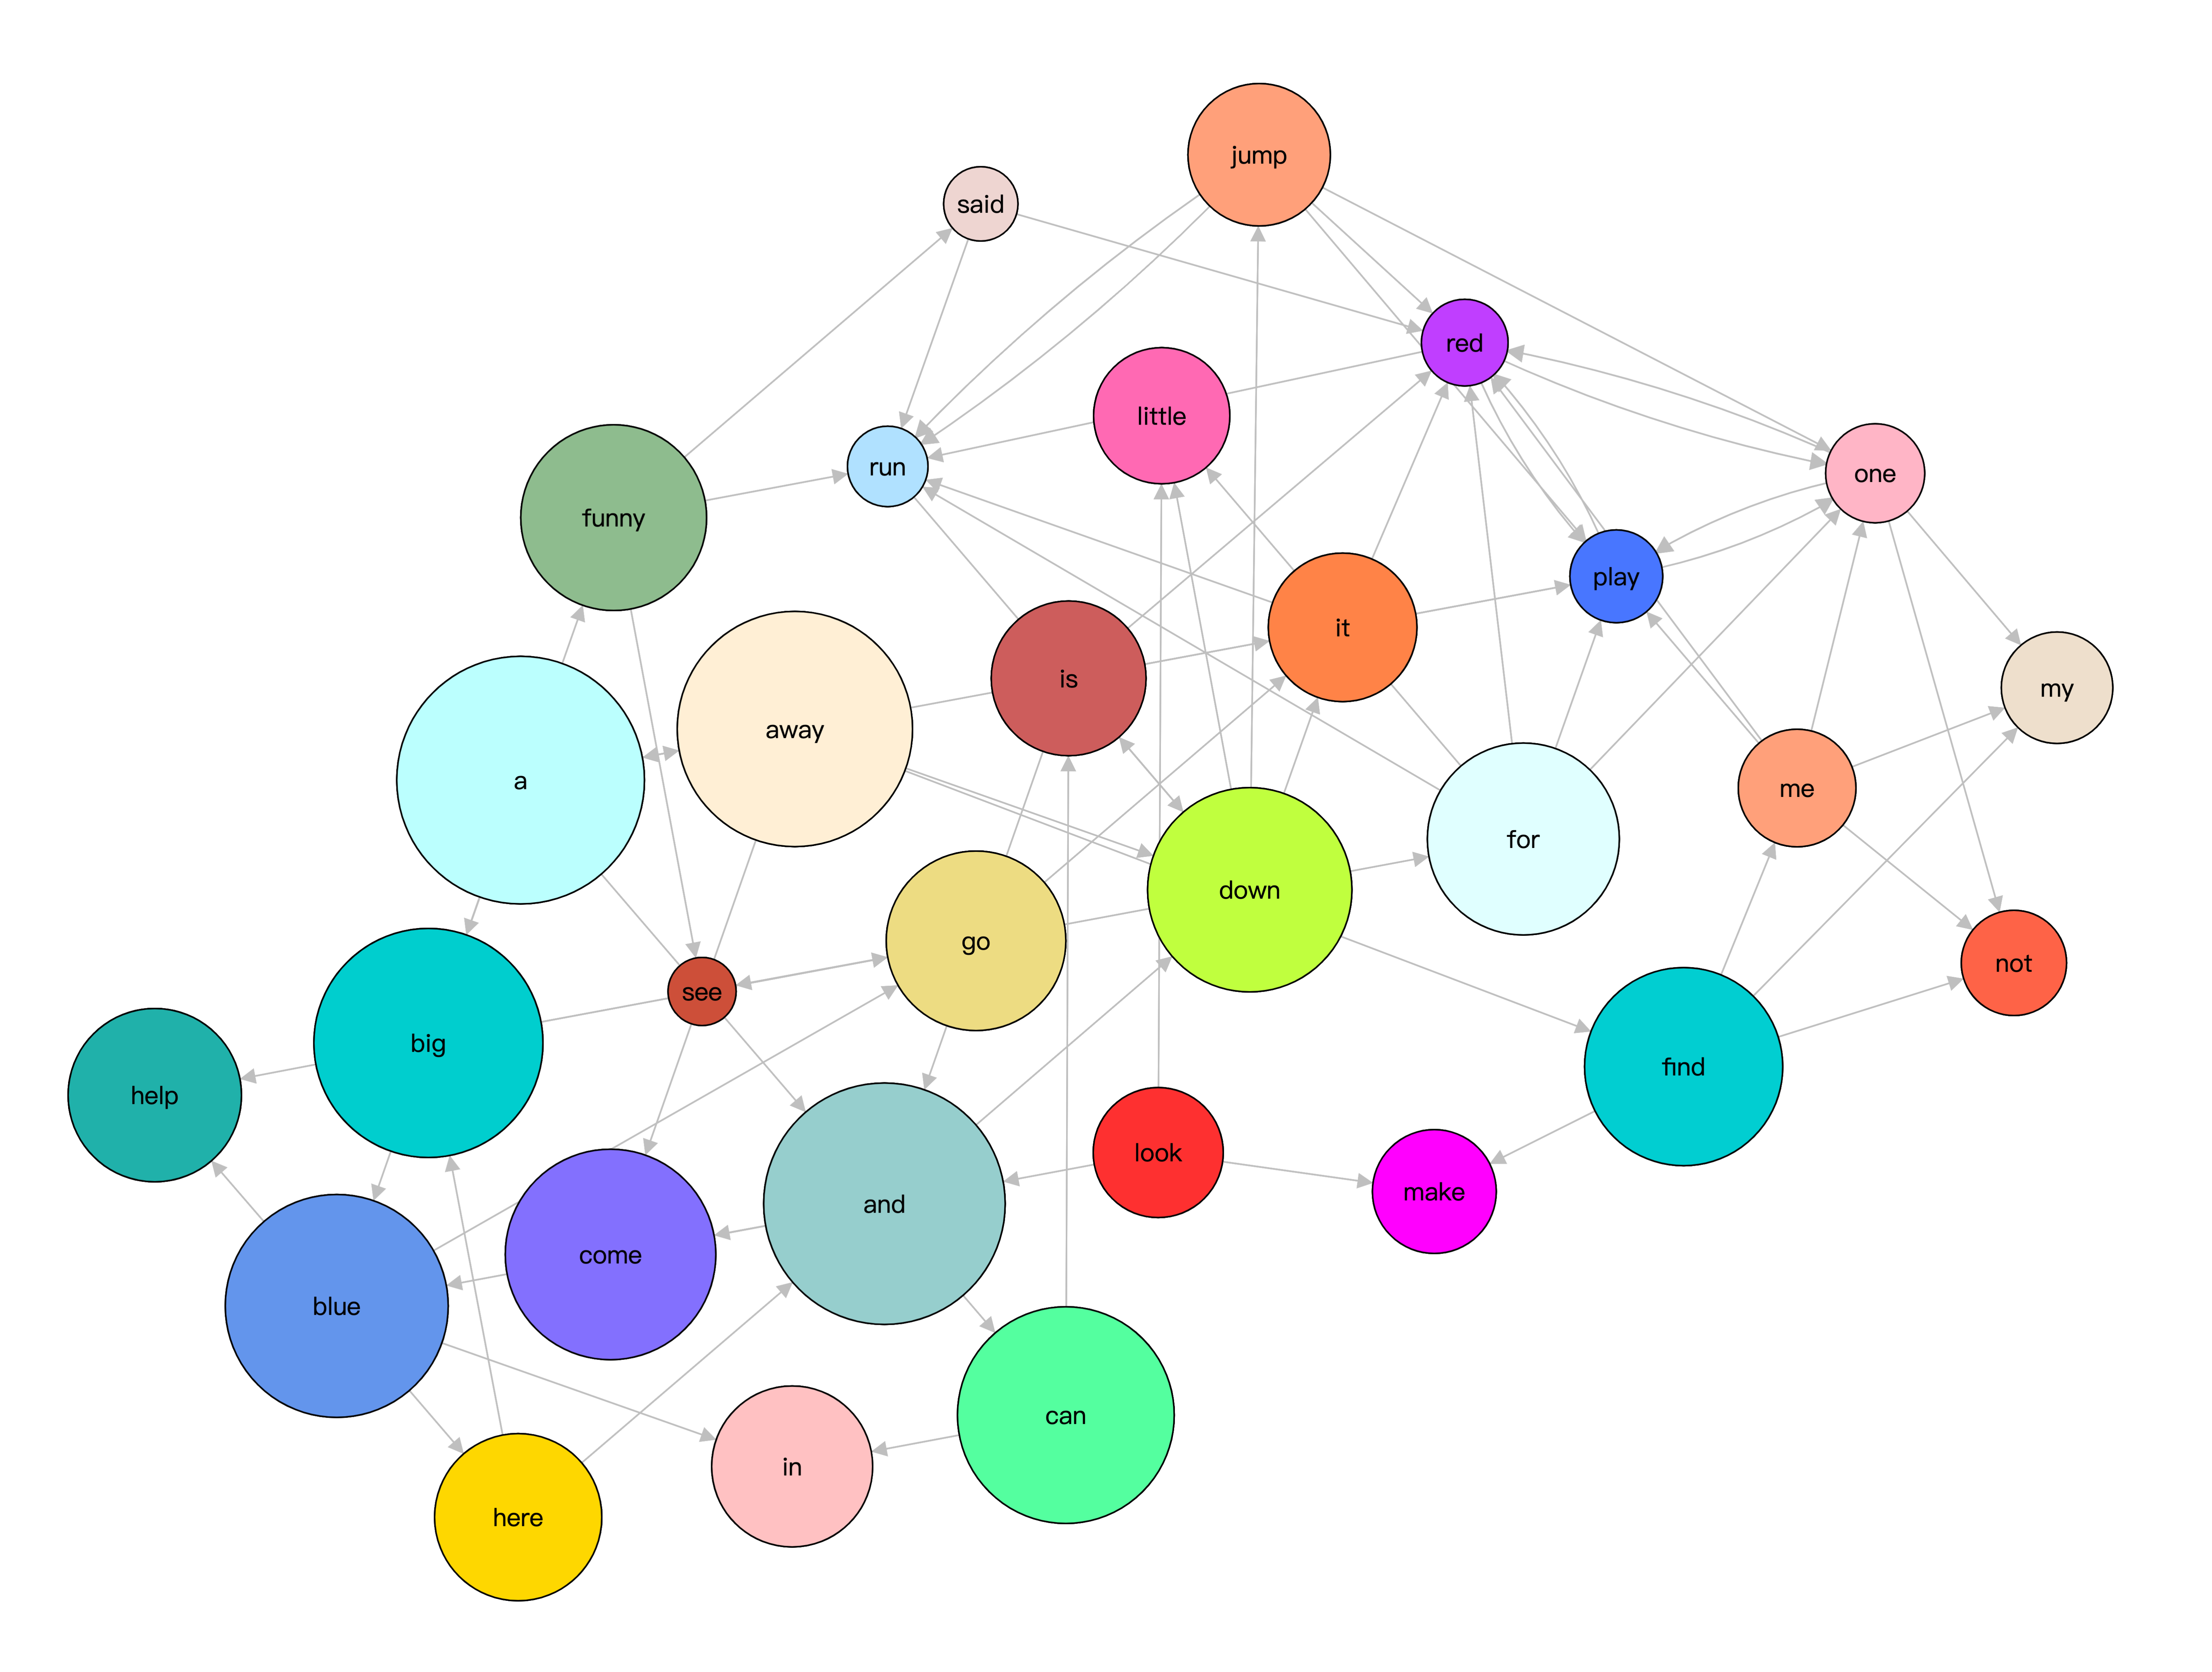 jump
said
red
little
run
one
funny
play
it
is
my
away
a
me
for
down
go
not
see
big
find
help
look
make
and
come
blue
can
in
here